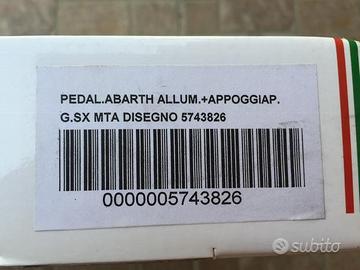 PEDAL.ABARTH ALLUM.+APPOGGIAP.
G.SX MTA DISEGNO 5743826
0000005743826
subito